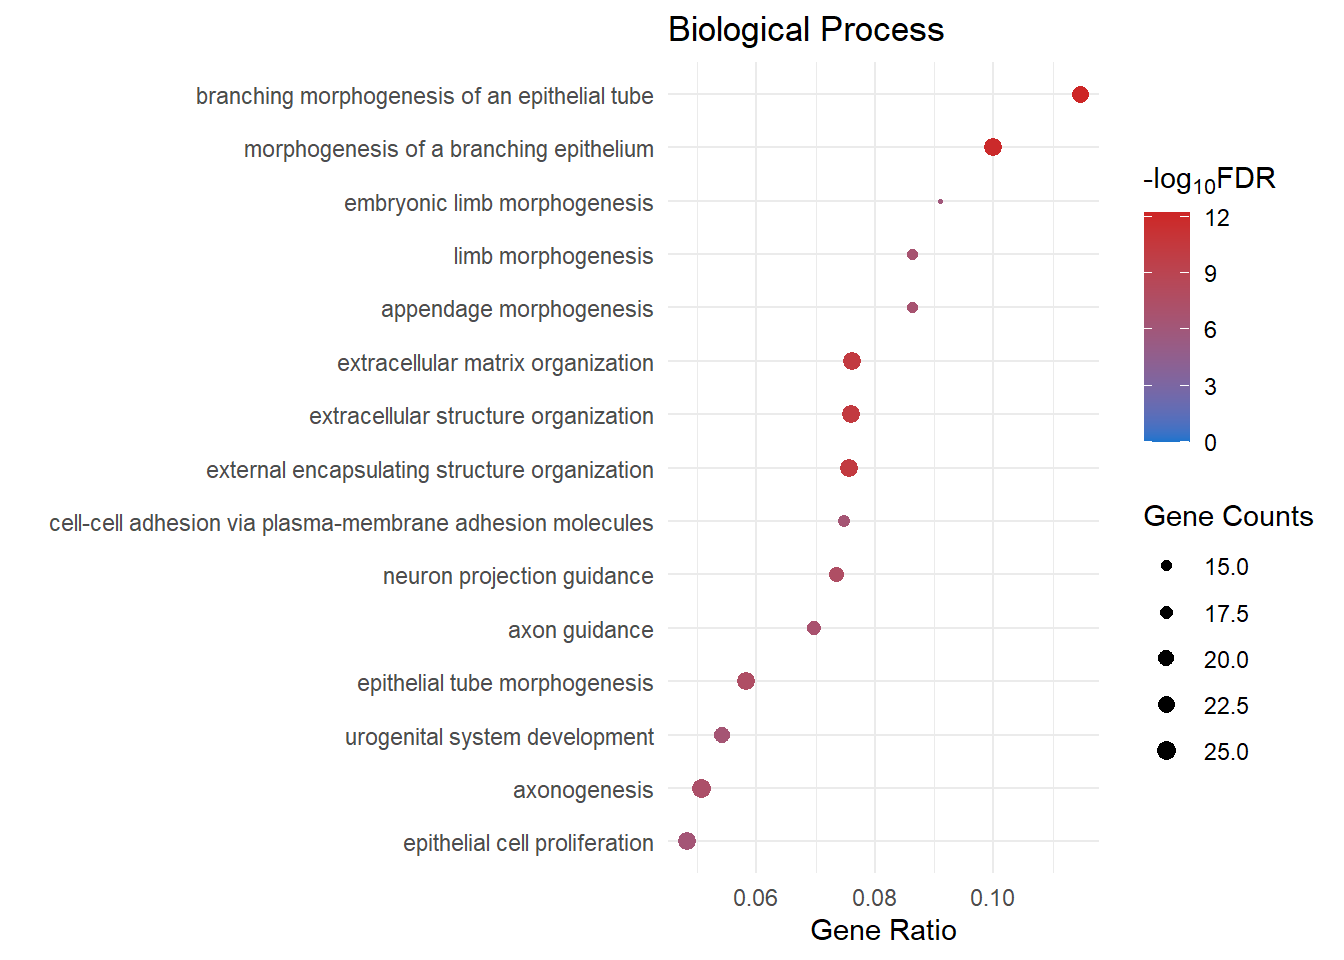 Biological Process
branching morphogenesis of an epithelial tube
morphogenesis of a branching epithelium
embryonic limb morphogenesis
limb morphogenesis
appendage morphogenesis
extracellular matrix organization
extracellular structure organization
external encapsulating structure organization
cell-cell adhesion via plasma-membrane adhesion molecules
neuron projection guidance
axon guidance
epithelial tube morphogenesis
urogenital system development
axonogenesis
epithelial cell proliferation
0.06 0.08 0.10
Gene Ratio
-log₁₀FDR
12
9
6
3
0
Gene Counts
15.0
17.5
20.0
22.5
25.0